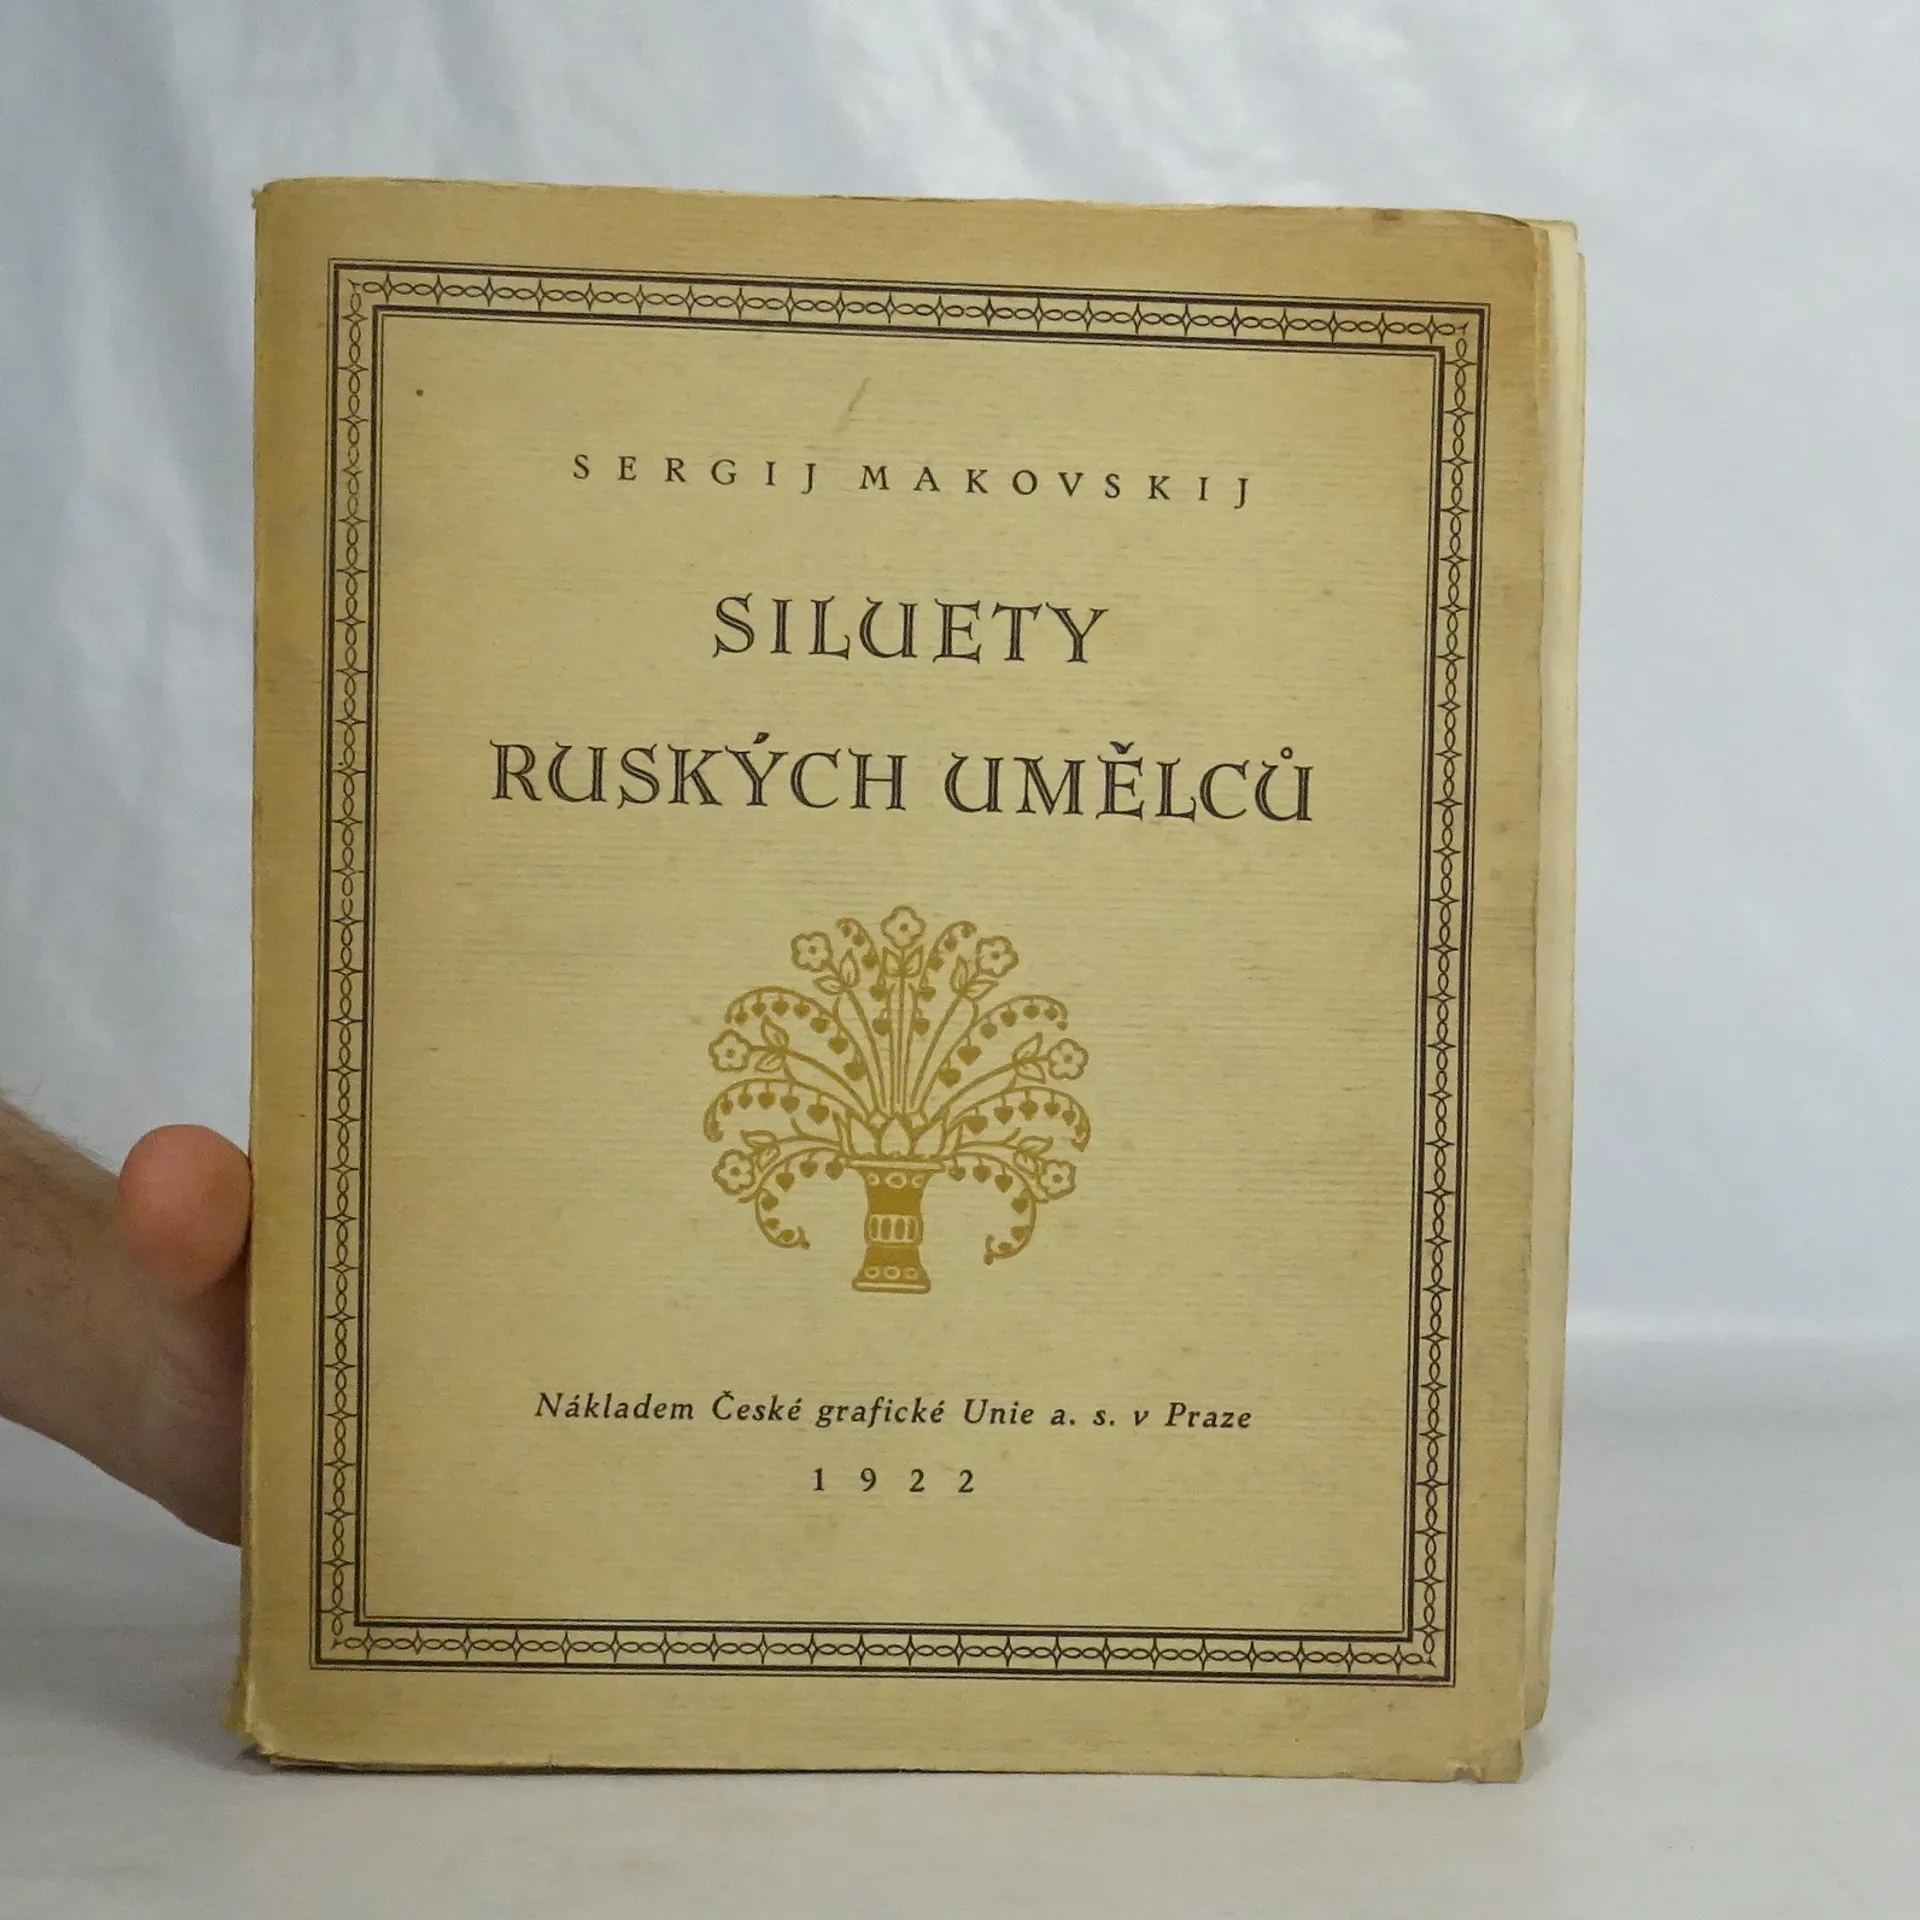 SERGIJ MAKOVSKIJ
SILUETY
RUSKÝCH UMĚLCŮ
Nákladem České grafické Unie a. s. v Praze
1922